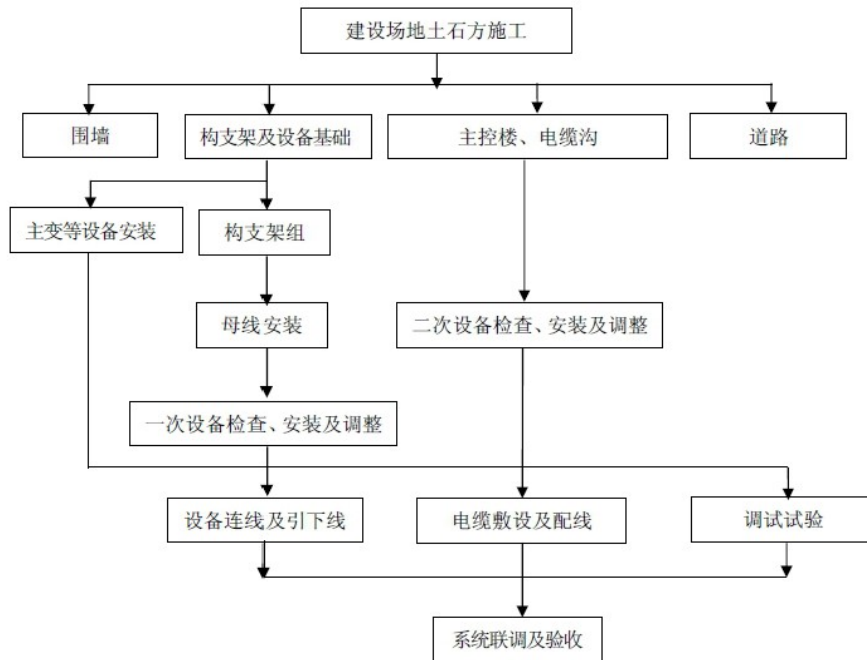 建设场地土石方施工
围墙
构支架及设备基础
主控楼、电缆沟
道路
主变等设备安装
构支架组
母线安装
二次设备检查、安装及调整
一次设备检查、安装及调整
设备连线及引下线
电缆敷设及配线
调试试验
系统联调及验收